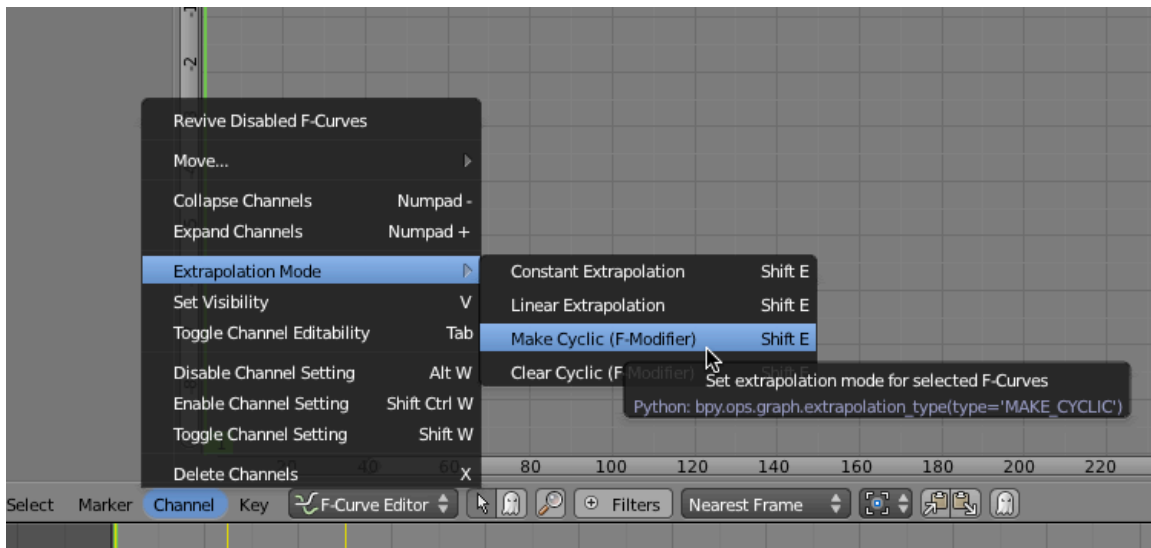 -2
Revive Disabled F-Curves
Move...
Collapse Channels Numpad -
Expand Channels Numpad +
Extrapolation Mode
Set Visibility V
Toggle Channel Editability Tab
Disable Channel Setting Alt W
Enable Channel Setting Shift Ctrl W
Toggle Channel Setting Shift W
Delete Channels X
Constant Extrapolation Shift E
Linear Extrapolation Shift E
Make Cyclic (F-Modifier) Shift E
Clear Cyclic (F-Modifier) Shift E
Set extrapolation mode for selected F-Curves
Python: bpy.ops.graph.extrapolation_type(type='MAKE_CYCLIC')
20 40 60 80 100 120 140 160 180 200 220
Select Marker Channel Key F-Curve Editor Filters Nearest Frame